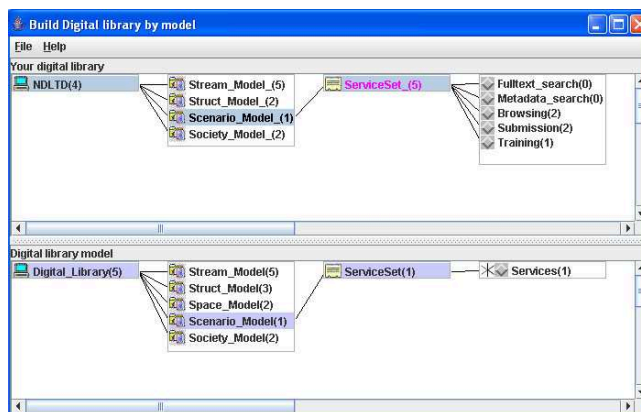 Build Digital library by model
File Help
Your digital library
NDLTD(4)
Stream_Model_(5)
Struct_Model_(2)
Scenario_Model_(1)
Society_Model_(2)
ServiceSet_(5)
Fulltext_search(0)
Metadata_search(0)
Browsing(2)
Submission(2)
Training(1)
Digital library model
Digital_Library(5)
Stream_Model(5)
Struct_Model(3)
Space_Model(2)
Scenario_Model(1)
Society_Model(2)
ServiceSet(1)
Services(1)